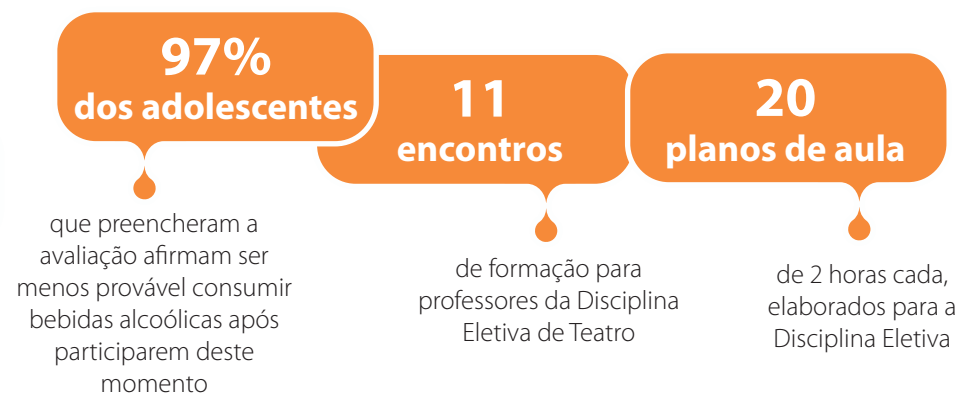 97%
dos adolescentes
que preencheram a
avaliação afirmam ser
menos provável consumir
bebidas alcoólicas após
participarem deste
momento
11
encontros
de formação para
professores da Disciplina
Eletiva de Teatro
20
planos de aula
de 2 horas cada,
elaborados para a
Disciplina Eletiva